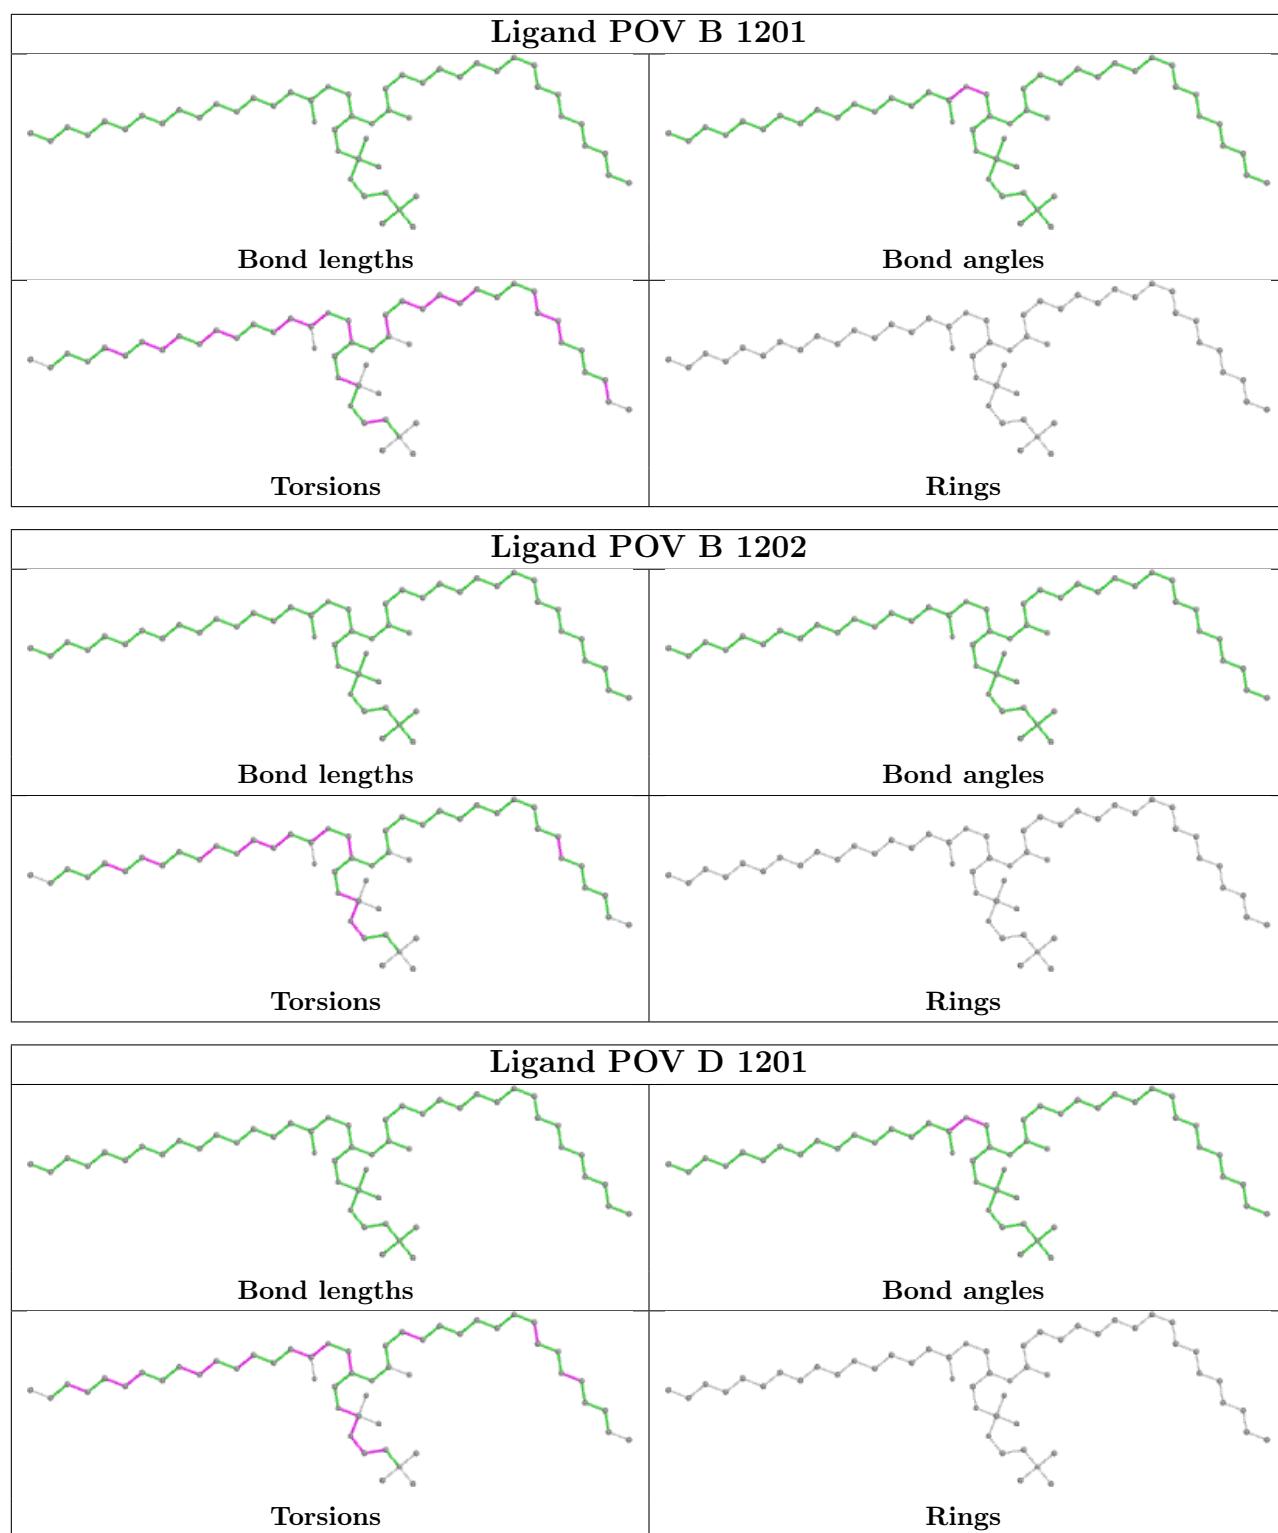 Ligand POV B 1201
Bond lengths
Bond angles
Torsions
Rings
Ligand POV B 1202
Bond lengths
Bond angles
Torsions
Rings
Ligand POV D 1201
Bond lengths
Bond angles
Torsions
Rings